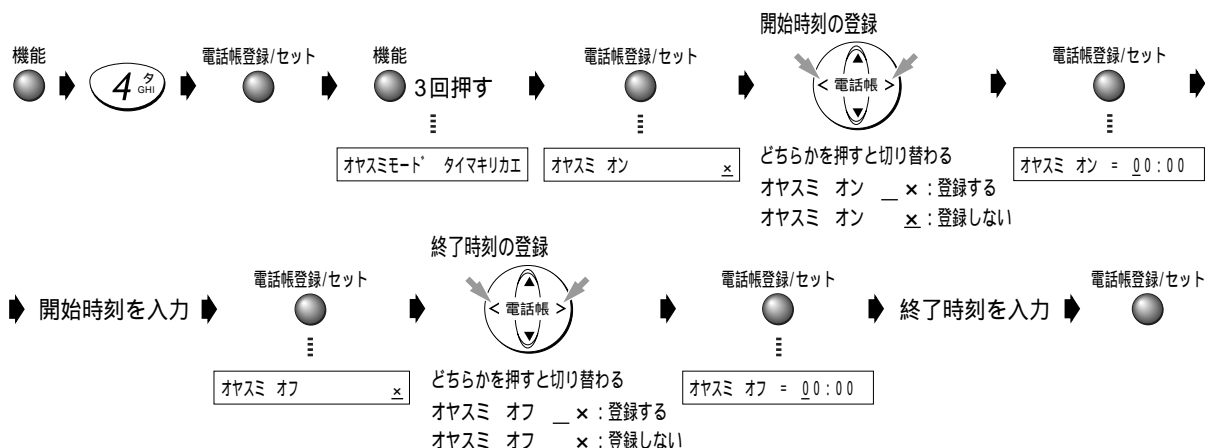 開始時刻の登録
機能
電話帳登録/セット
機能
電話帳登録/セット
電話帳登録/セット
4 タ GHI
3回押す
< 電話帳 >
オヤスミモード タイマキリカエ
オヤスミ オン ×
どちらかを押すと切り替わる
オヤスミ オン _ ×:登録する
オヤスミ オン ×:登録しない
オヤスミ オン = 00:00
終了時刻の登録
開始時刻を入力
電話帳登録/セット
< 電話帳 >
電話帳登録/セット
終了時刻を入力
電話帳登録/セット
オヤスミ オフ ×
どちらかを押すと切り替わる
オヤスミ オフ _ ×:登録する
オヤスミ オフ ×:登録しない
オヤスミ オフ = 00:00